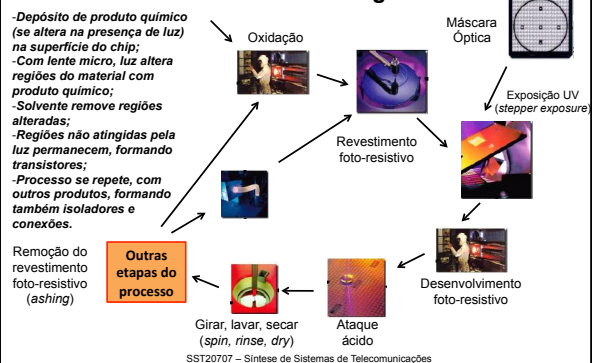 -Depósito de produto químico
(se altera na presença de luz)
na superfície do chip;
-Com lente micro, luz altera
regiões do material com
produto químico;
-Solvente remove regiões
alteradas;
-Regiões não atingidas pela
luz permanecem, formando
transistores;
-Processo se repete, com
outros produtos, formando
também isoladores e
conexões.
Oxidação
Máscara
Óptica
Exposição UV
(stepper exposure)
Revestimento
foto-resistivo
Remoção do
revestimento
foto-resistivo
(ashing)
Outras
etapas do
processo
Girar, lavar, secar
(spin, rinse, dry)
Ataque
ácido
Desenvolvimento
foto-resistivo
SST20707 – Síntese de Sistemas de Telecomunicações